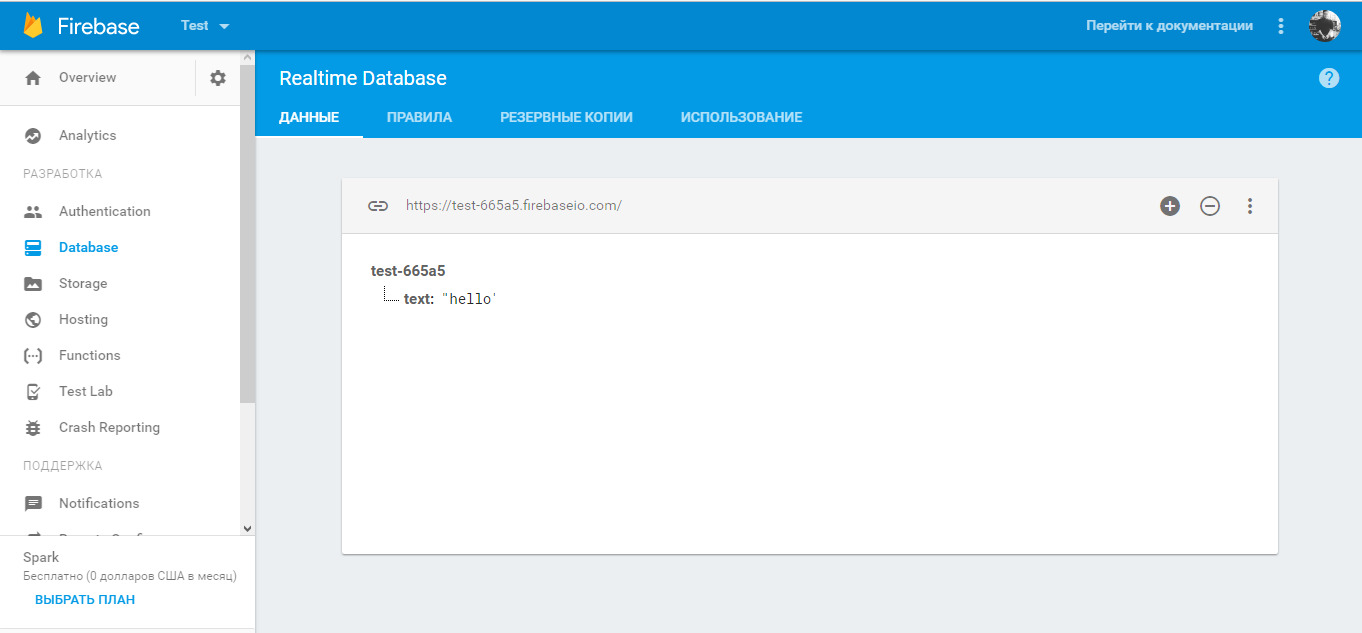 Firebase
Test
Перейти к документации
Overview
Analytics
РАЗРАБОТКА
Authentication
Database
Storage
Hosting
Functions
Test Lab
Crash Reporting
ПОДДЕРЖКА
Notifications
Spark
Бесплатно (0 долларов США в месяц)
ВЫБРАТЬ ПЛАН
Realtime Database
?
ДАННЫЕ ПРАВИЛА РЕЗЕРВНЫЕ КОПИИ ИСПОЛЬЗОВАНИЕ
https://test-665a5.firebaseio.com/
test-665a5
text: "hello'